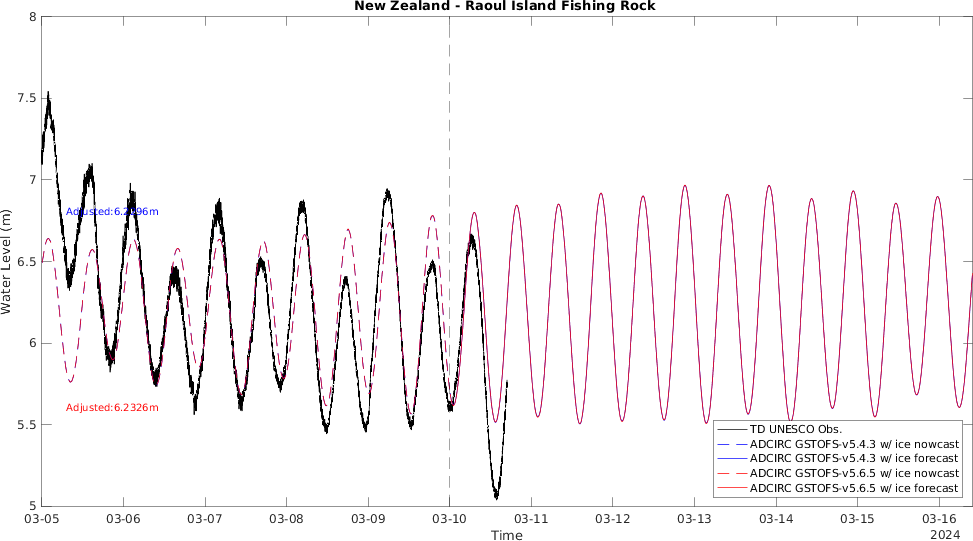 New Zealand - Raoul Island Fishing Rock
8
7.5
7
6.5
6
5.5
5
Water Level (m)
Adjusted:
Adjusted:6.2326m
TD UNESCO Obs.
ADCIRC GSTOFS-v5.4.3 w/ ice nowcast
ADCIRC GSTOFS-v5.4.3 w/ ice forecast
ADCIRC GSTOFS-v5.6.5 w/ ice nowcast
ADCIRC GSTOFS-v5.6.5 w/ ice forecast
03-05 03-06 03-07 03-08 03-09 03-10 03-11 03-12 03-13 03-14 03-15 03-16
Time
2024